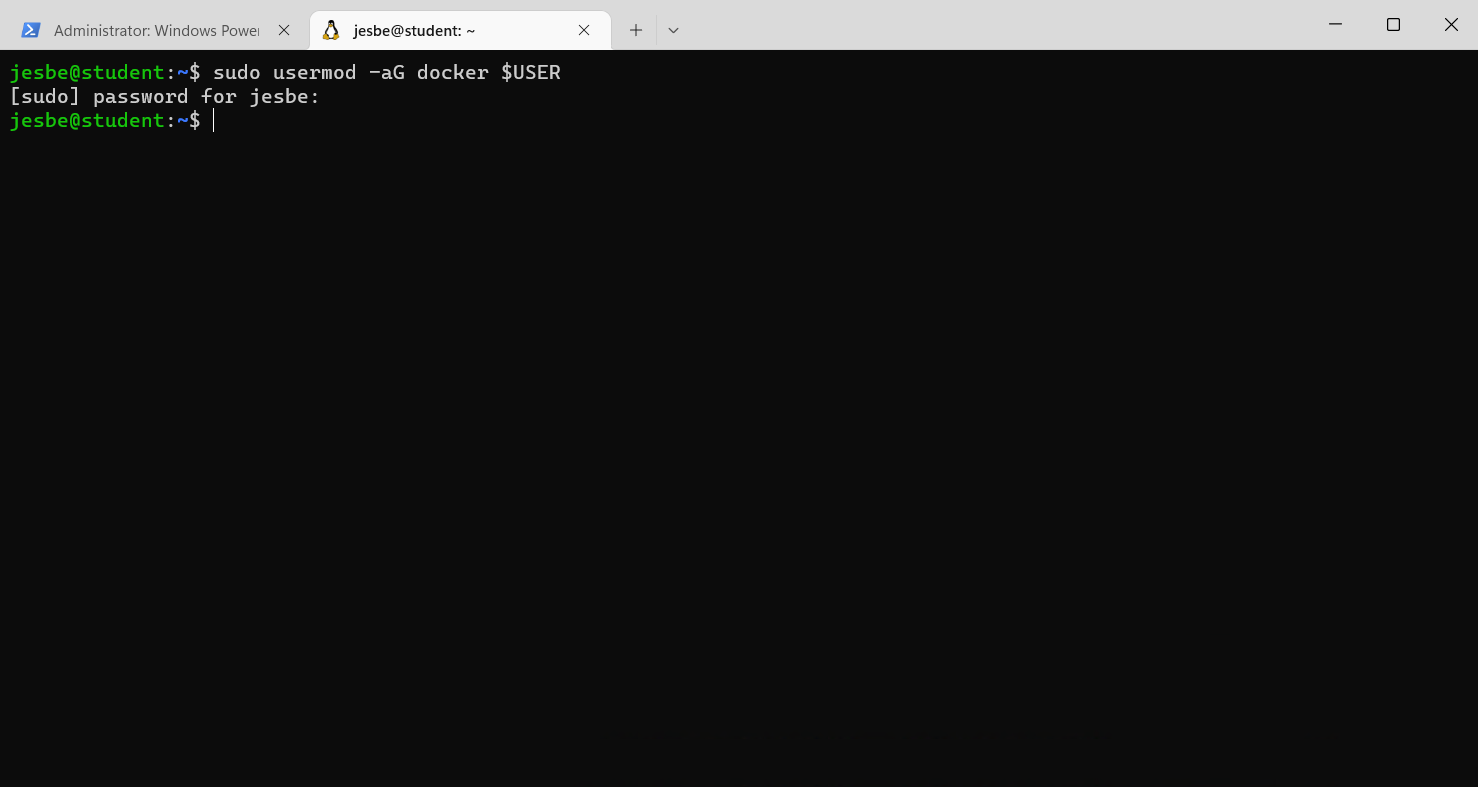 Administrator: Windows Power
jesbe@student: ~
jesbe@student:~$ sudo usermod -aG docker $USER
[sudo] password for jesbe:
jesbe@student:~$